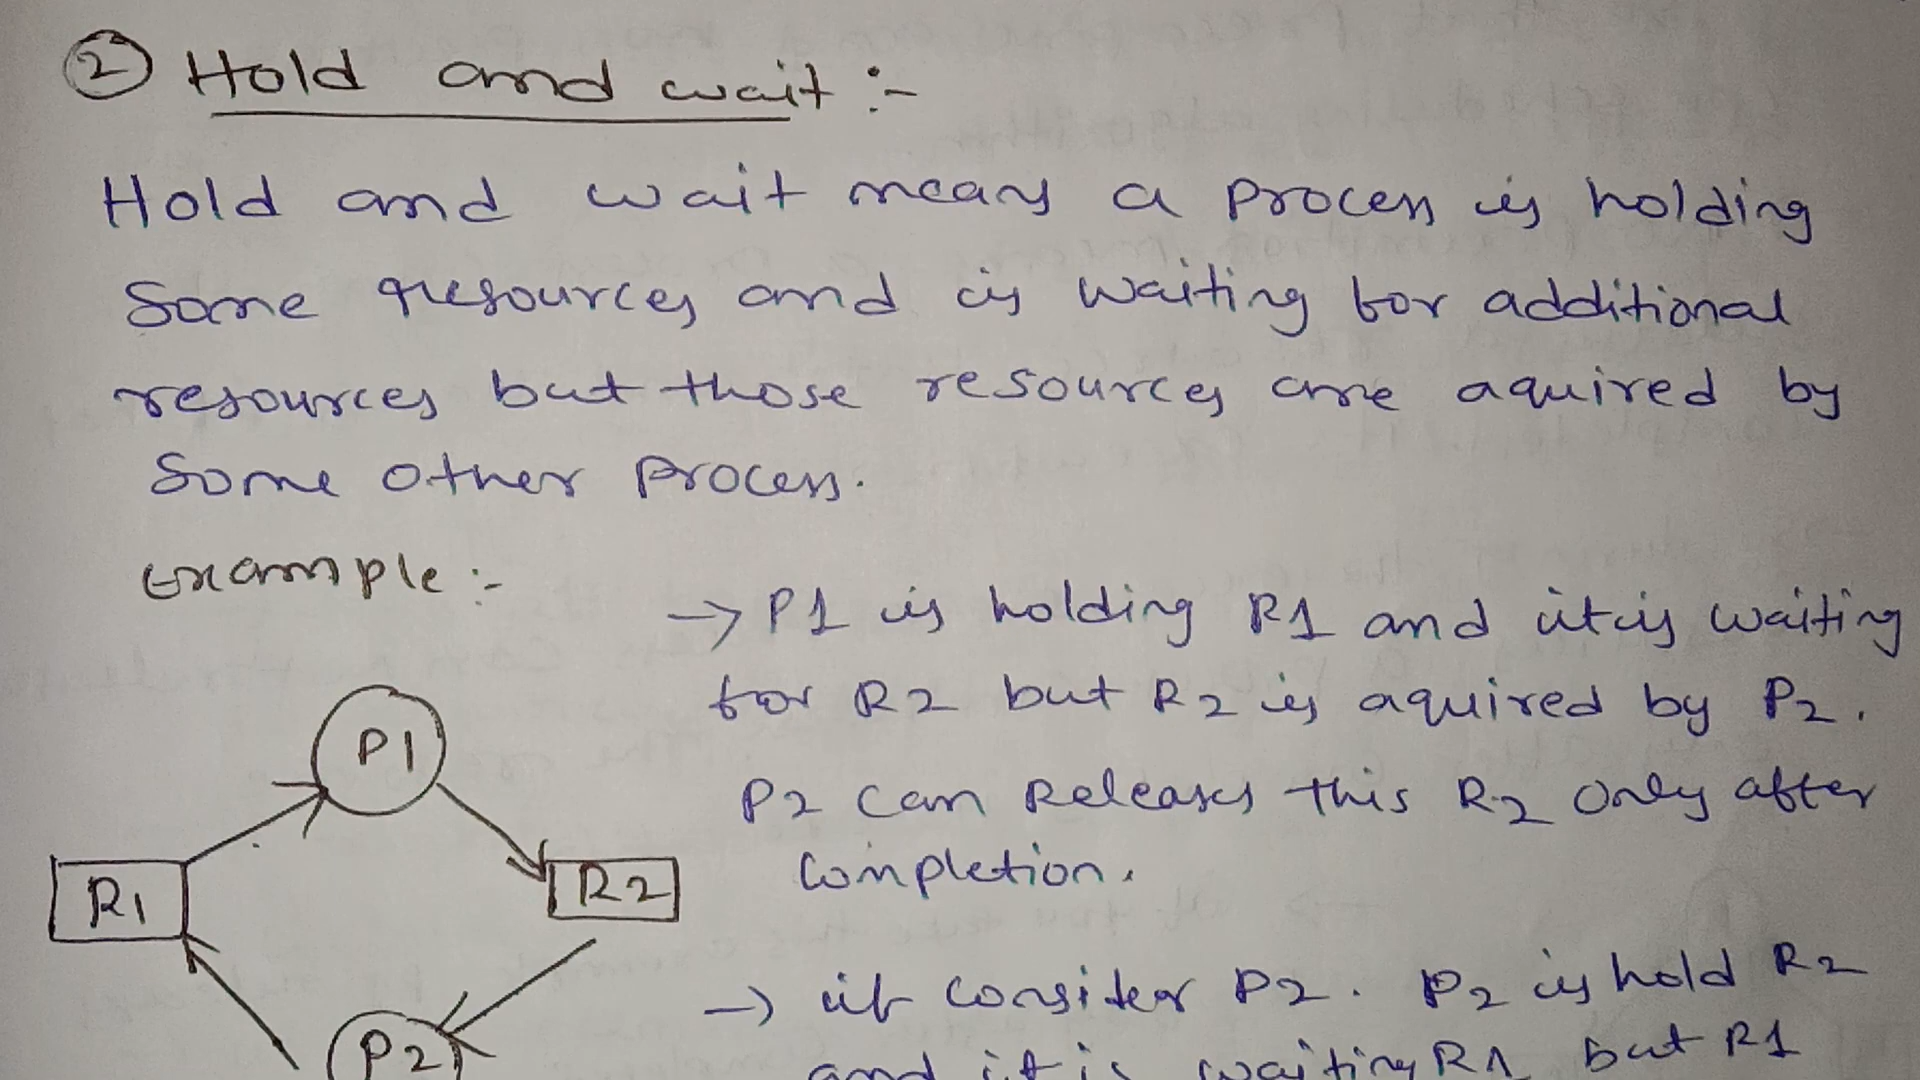 2 Hold and wait :-
Hold and wait means a process is holding
some resources and is waiting for additional
resources but those resources are aquired by
some other process.
Example :-
→ P1 is holding R1 and it is waiting
for R2 but R2 is aquired by P2.
P2 can Releases this R2 only after
completion.
→ if consider P2. P2 is hold R2
and it is waiting R1 but R1
P1
R1
R2
P2